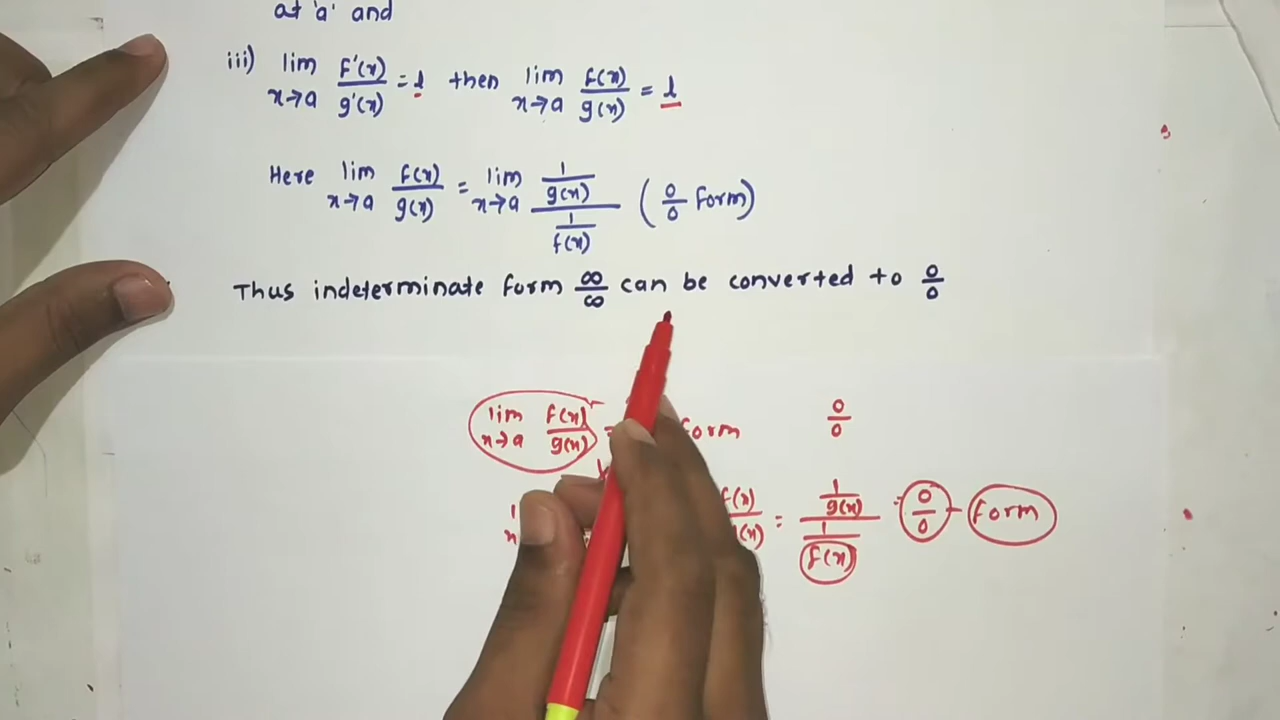 at 'a' and
iii) lim x→a f'(x)/g'(x) = l then lim x→a f(x)/g(x) = l
Here lim x→a f(x)/g(x) = lim x→a (1/g(x))/(1/f(x)) (0/0 form)
Thus indeterminate form ∞/∞ can be converted to 0/0
lim x→a f(x)/g(x) = form 0/0
f(x)/g(x) = (1/g(x))/(1/f(x)) = 0/0 - form